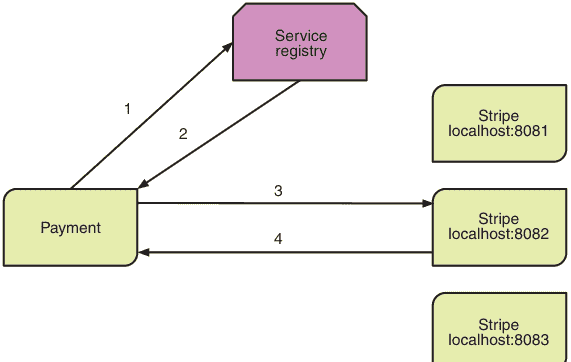 Service
registry
1
2
Stripe
localhost:8081
Payment
3
4
Stripe
localhost:8082
Stripe
localhost:8083